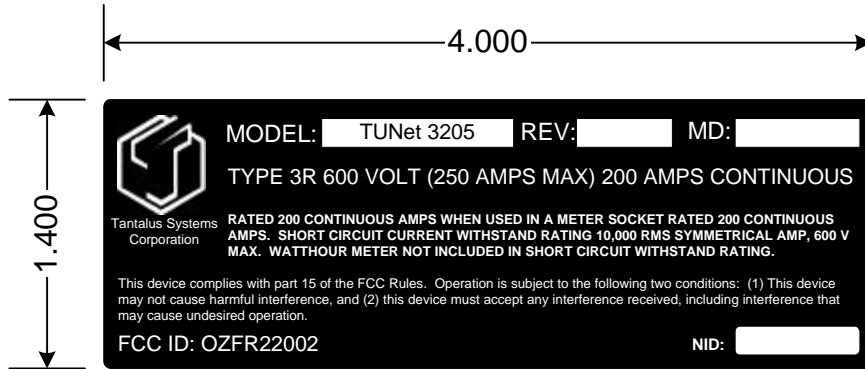 4.000
1.400
MODEL: TUNet 3205 REV: MD:
TYPE 3R 600 VOLT (250 AMPS MAX) 200 AMPS CONTINUOUS
Tantalus Systems
Corporation
RATED 200 CONTINUOUS AMPS WHEN USED IN A METER SOCKET RATED 200 CONTINUOUS
AMPS. SHORT CIRCUIT CURRENT WITHSTAND RATING 10,000 RMS SYMMETRICAL AMP, 600 V
MAX. WATTHOUR METER NOT INCLUDED IN SHORT CIRCUIT WITHSTAND RATING.
This device complies with part 15 of the FCC Rules. Operation is subject to the following two conditions: (1) This device
may not cause harmful interference, and (2) this device must accept any interference received, including interference that
may cause undesired operation.
FCC ID: OZFR22002 NID: